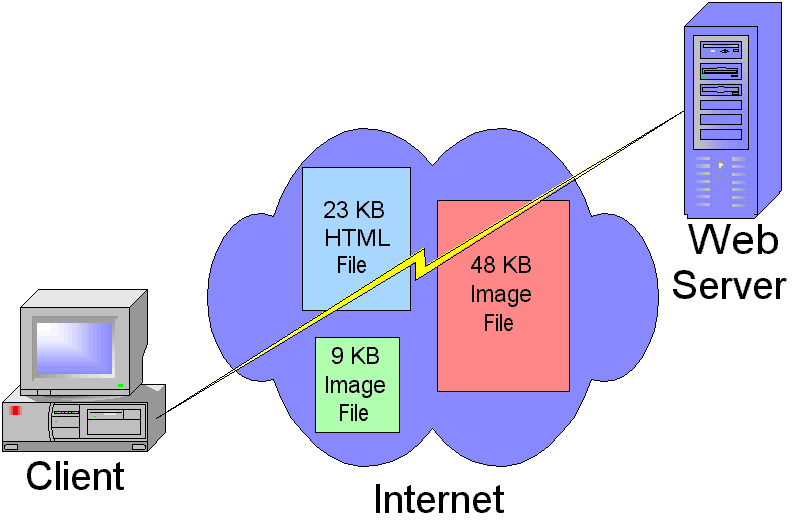 23 KB
HTML
File
48 KB
Image
File
9 KB
Image
File
Web
Server
Client
Internet